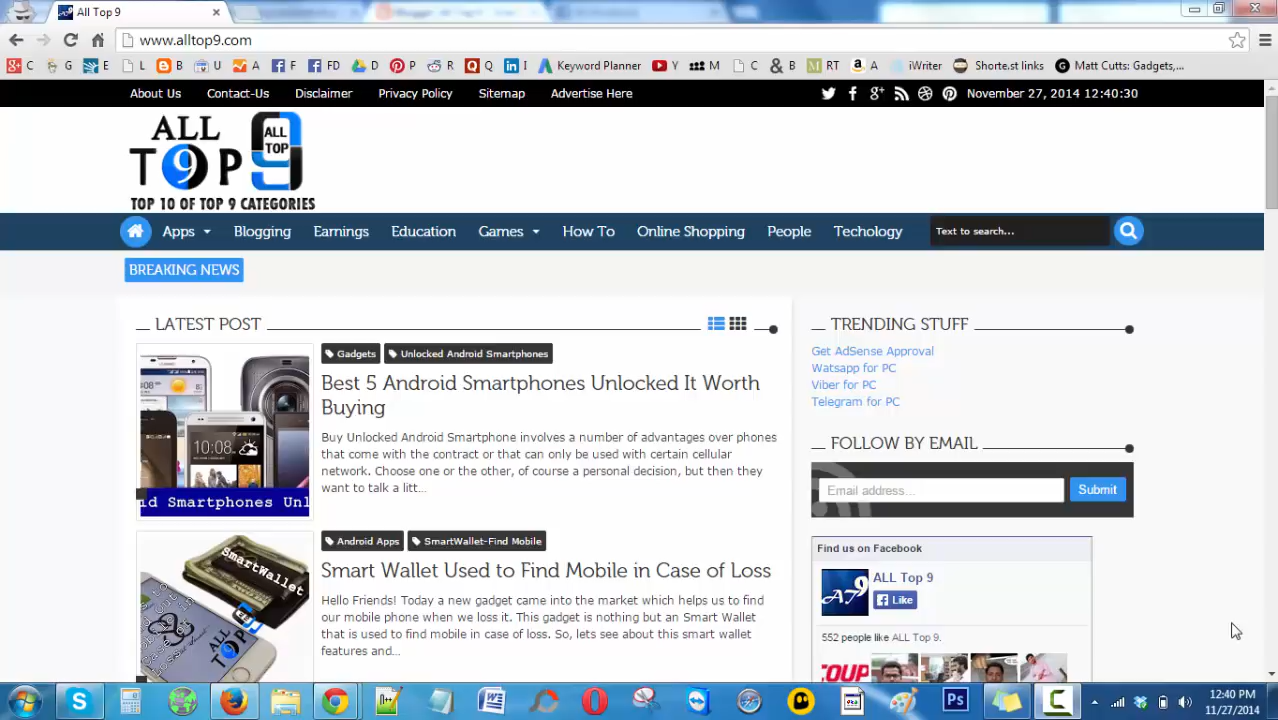 All Top 9
www.alltop9.com
C G E L B U A F FD D P R Q I Keyword Planner Y M C B RT A iWriter Shorte.st links Matt Cutts: Gadgets,...
About Us Contact-Us Disclaimer Privacy Policy Sitemap Advertise Here November 27, 2014 12:40:30
ALL
TOP
9
ALL
T9P
TOP 10 OF TOP 9 CATEGORIES
Apps Blogging Earnings Education Games How To Online Shopping People Techology Text to search...
BREAKING NEWS
LATEST POST
Gadgets Unlocked Android Smartphones
Best 5 Android Smartphones Unlocked It Worth
Buying
Buy Unlocked Android Smartphone involves a number of advantages over phones
that come with the contract or that can only be used with certain cellular
network. Choose one or the other, of course a personal decision, but then they
want to talk a litt...
10:08
id Smartphones Unl
Android Apps SmartWallet-Find Mobile
Smart Wallet Used to Find Mobile in Case of Loss
Hello Friends! Today a new gadget came into the market which helps us to find
our mobile phone when we loss it. This gadget is nothing but an Smart Wallet
that is used to find mobile in case of loss. So, lets see about this smart wallet
features and...
SmartWallet
TRENDING STUFF
Get AdSense Approval
Watsapp for PC
Viber for PC
Telegram for PC
FOLLOW BY EMAIL
Email address... Submit
Find us on Facebook
AT9
ALL Top 9
Like
552 people like ALL Top 9.
COUP
12:40 PM
11/27/2014